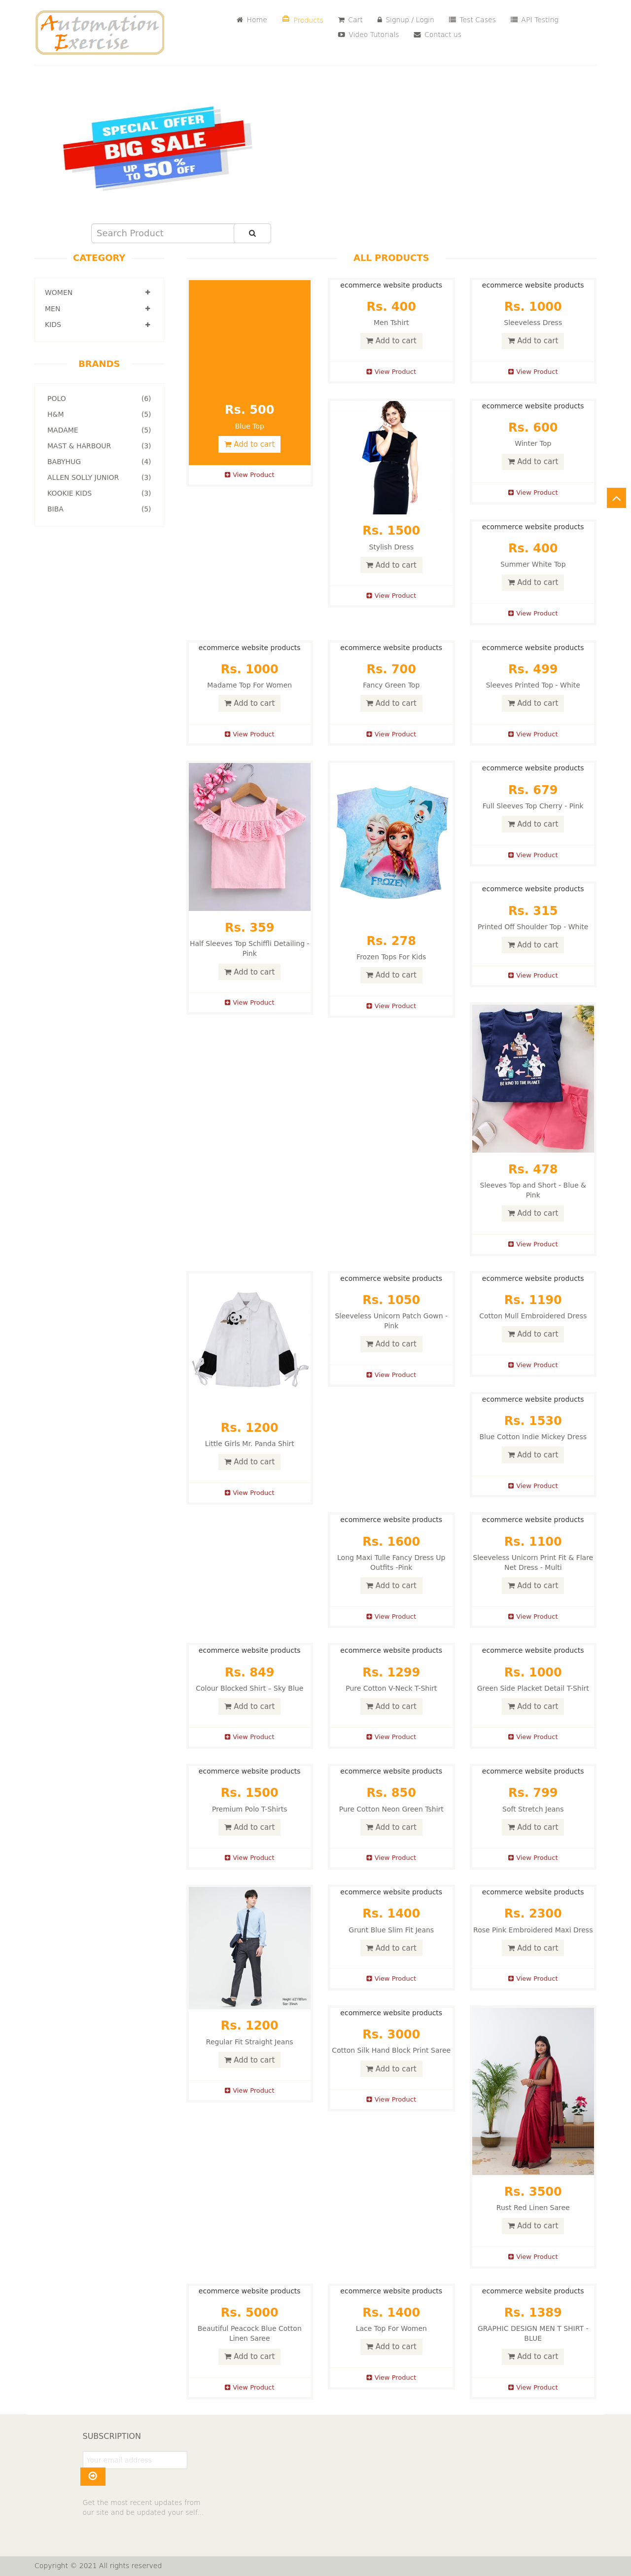 Automation
Exercise
Home
Products
Cart
Signup / Login
Test Cases
API Testing
Video Tutorials
Contact us
SPECIAL OFFER
BIG SALE
UP TO 50% OFF
Search Product
CATEGORY
WOMEN
MEN
KIDS
BRANDS
POLO (6)
H&M (5)
MADAME (5)
MAST & HARBOUR (3)
BABYHUG (4)
ALLEN SOLLY JUNIOR (3)
KOOKIE KIDS (3)
BIBA (5)
ALL PRODUCTS
Rs. 500
Blue Top
Add to cart
View Product
ecommerce website products
Rs. 400
Men Tshirt
Add to cart
View Product
ecommerce website products
Rs. 1000
Sleeveless Dress
Add to cart
View Product
Rs. 1500
Stylish Dress
Add to cart
View Product
ecommerce website products
Rs. 600
Winter Top
Add to cart
View Product
ecommerce website products
Rs. 400
Summer White Top
Add to cart
View Product
ecommerce website products
Rs. 1000
Madame Top For Women
Add to cart
View Product
ecommerce website products
Rs. 700
Fancy Green Top
Add to cart
View Product
ecommerce website products
Rs. 499
Sleeves Printed Top - White
Add to cart
View Product
Rs. 359
Half Sleeves Top Schiffli Detailing -
Pink
Add to cart
View Product
FROZEN
Rs. 278
Frozen Tops For Kids
Add to cart
View Product
ecommerce website products
Rs. 679
Full Sleeves Top Cherry - Pink
Add to cart
View Product
ecommerce website products
Rs. 315
Printed Off Shoulder Top - White
Add to cart
View Product
BE KIND TO THE PLANET
Rs. 478
Sleeves Top and Short - Blue &
Pink
Add to cart
View Product
Rs. 1200
Little Girls Mr. Panda Shirt
Add to cart
View Product
ecommerce website products
Rs. 1050
Sleeveless Unicorn Patch Gown -
Pink
Add to cart
View Product
ecommerce website products
Rs. 1190
Cotton Mull Embroidered Dress
Add to cart
View Product
ecommerce website products
Rs. 1530
Blue Cotton Indie Mickey Dress
Add to cart
View Product
ecommerce website products
Rs. 1600
Long Maxi Tulle Fancy Dress Up
Outfits -Pink
Add to cart
View Product
ecommerce website products
Rs. 1100
Sleeveless Unicorn Print Fit & Flare
Net Dress - Multi
Add to cart
View Product
ecommerce website products
Rs. 849
Colour Blocked Shirt – Sky Blue
Add to cart
View Product
ecommerce website products
Rs. 1299
Pure Cotton V-Neck T-Shirt
Add to cart
View Product
ecommerce website products
Rs. 1000
Green Side Placket Detail T-Shirt
Add to cart
View Product
ecommerce website products
Rs. 1500
Premium Polo T-Shirts
Add to cart
View Product
ecommerce website products
Rs. 850
Pure Cotton Neon Green Tshirt
Add to cart
View Product
ecommerce website products
Rs. 799
Soft Stretch Jeans
Add to cart
View Product
Rs. 1200
Regular Fit Straight Jeans
Add to cart
View Product
ecommerce website products
Rs. 1400
Grunt Blue Slim Fit Jeans
Add to cart
View Product
ecommerce website products
Rs. 2300
Rose Pink Embroidered Maxi Dress
Add to cart
View Product
ecommerce website products
Rs. 3000
Cotton Silk Hand Block Print Saree
Add to cart
View Product
Rs. 3500
Rust Red Linen Saree
Add to cart
View Product
ecommerce website products
Rs. 5000
Beautiful Peacock Blue Cotton
Linen Saree
Add to cart
View Product
ecommerce website products
Rs. 1400
Lace Top For Women
Add to cart
View Product
ecommerce website products
Rs. 1389
GRAPHIC DESIGN MEN T SHIRT -
BLUE
Add to cart
View Product
SUBSCRIPTION
Your email address
Get the most recent updates from
our site and be updated your self...
Copyright © 2021 All rights reserved